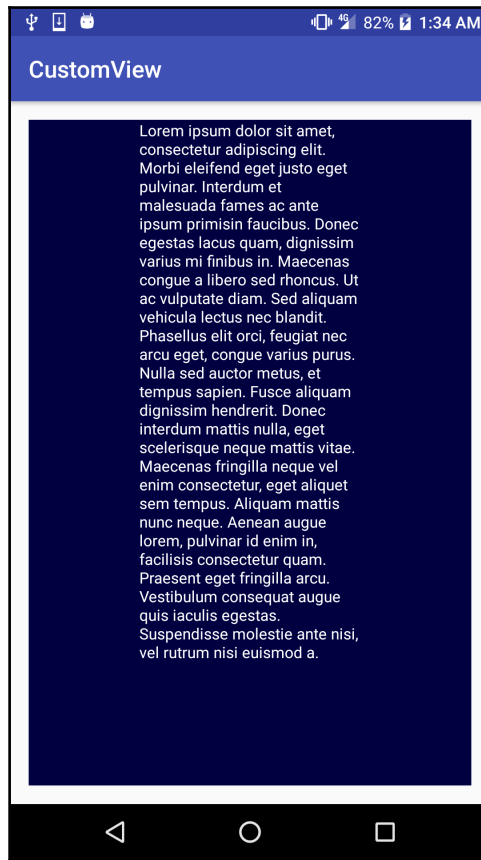 4G 82% 1:34 AM
CustomView
Lorem ipsum dolor sit amet,
consectetur adipiscing elit.
Morbi eleifend eget justo eget
pulvinar. Interdum et
malesuada fames ac ante
ipsum primisin faucibus. Donec
egestas lacus quam, dignissim
varius mi finibus in. Maecenas
congue a libero sed rhoncus. Ut
ac vulputate diam. Sed aliquam
vehicula lectus nec blandit.
Phasellus elit orci, feugiat nec
arcu eget, congue varius purus.
Nulla sed auctor metus, et
tempus sapien. Fusce aliquam
dignissim hendrerit. Donec
interdum mattis nulla, eget
scelerisque neque mattis vitae.
Maecenas fringilla neque vel
enim consectetur, eget aliquet
sem tempus. Aliquam mattis
nunc neque. Aenean augue
lorem, pulvinar id enim in,
facilisis consectetur quam.
Praesent eget fringilla arcu.
Vestibulum consequat augue
quis iaculis egestas.
Suspendisse molestie ante nisi,
vel rutrum nisi euismod a.